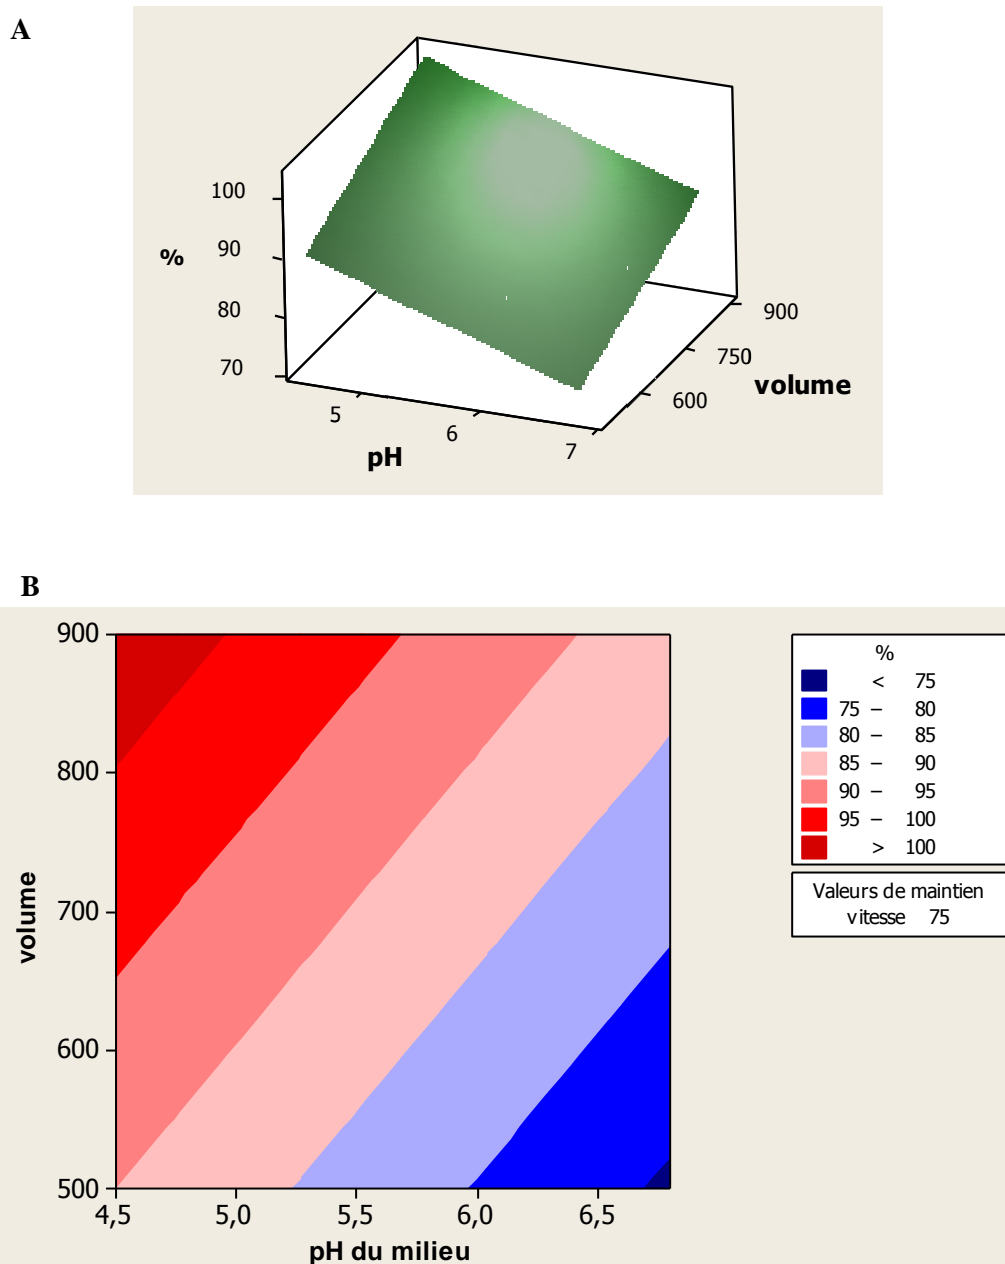 A
100
90
%
80
70
5
6
7
pH
600
750
900
volume
B
900
800
700
600
500
volume
4,5 5,0 5,5 6,0 6,5
pH du milieu
%
< 75
75 – 80
80 – 85
85 – 90
90 – 95
95 – 100
> 100
Valeurs de maintien
vitesse 75